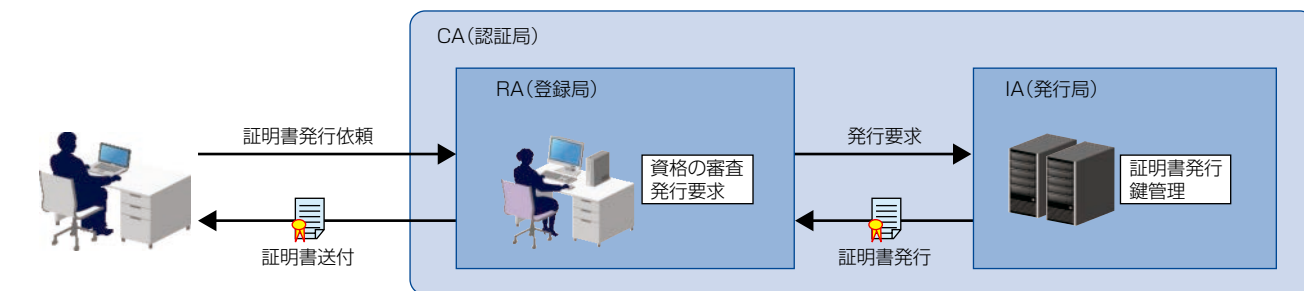 CA（認証局）
RA（登録局）
IA（発行局）
証明書発行依頼
資格の審査
発行要求
発行要求
証明書発行
鍵管理
証明書送付
証明書発行